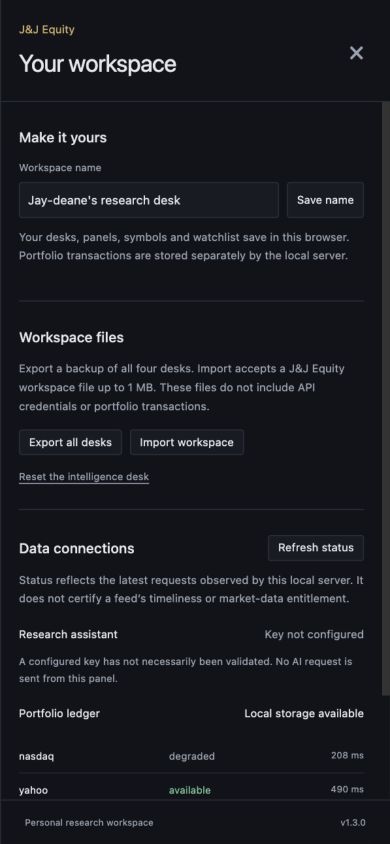 J&J Equity
Your workspace
Make it yours
Workspace name
Jay-deane's research desk
Save name
Your desks, panels, symbols and watchlist save in this browser.
Portfolio transactions are stored separately by the local server.
Workspace files
Export a backup of all four desks. Import accepts a J&J Equity
workspace file up to 1 MB. These files do not include API
credentials or portfolio transactions.
Export all desks
Import workspace
Reset the intelligence desk
Data connections
Refresh status
Status reflects the latest requests observed by this local server. It
does not certify a feed's timeliness or market-data entitlement.
Research assistant
Key not configured
A configured key has not necessarily been validated. No AI request is
sent from this panel.
Portfolio ledger
Local storage available
nasdaq
degraded
208 ms
yahoo
available
490 ms
Personal research workspace
v1.3.0